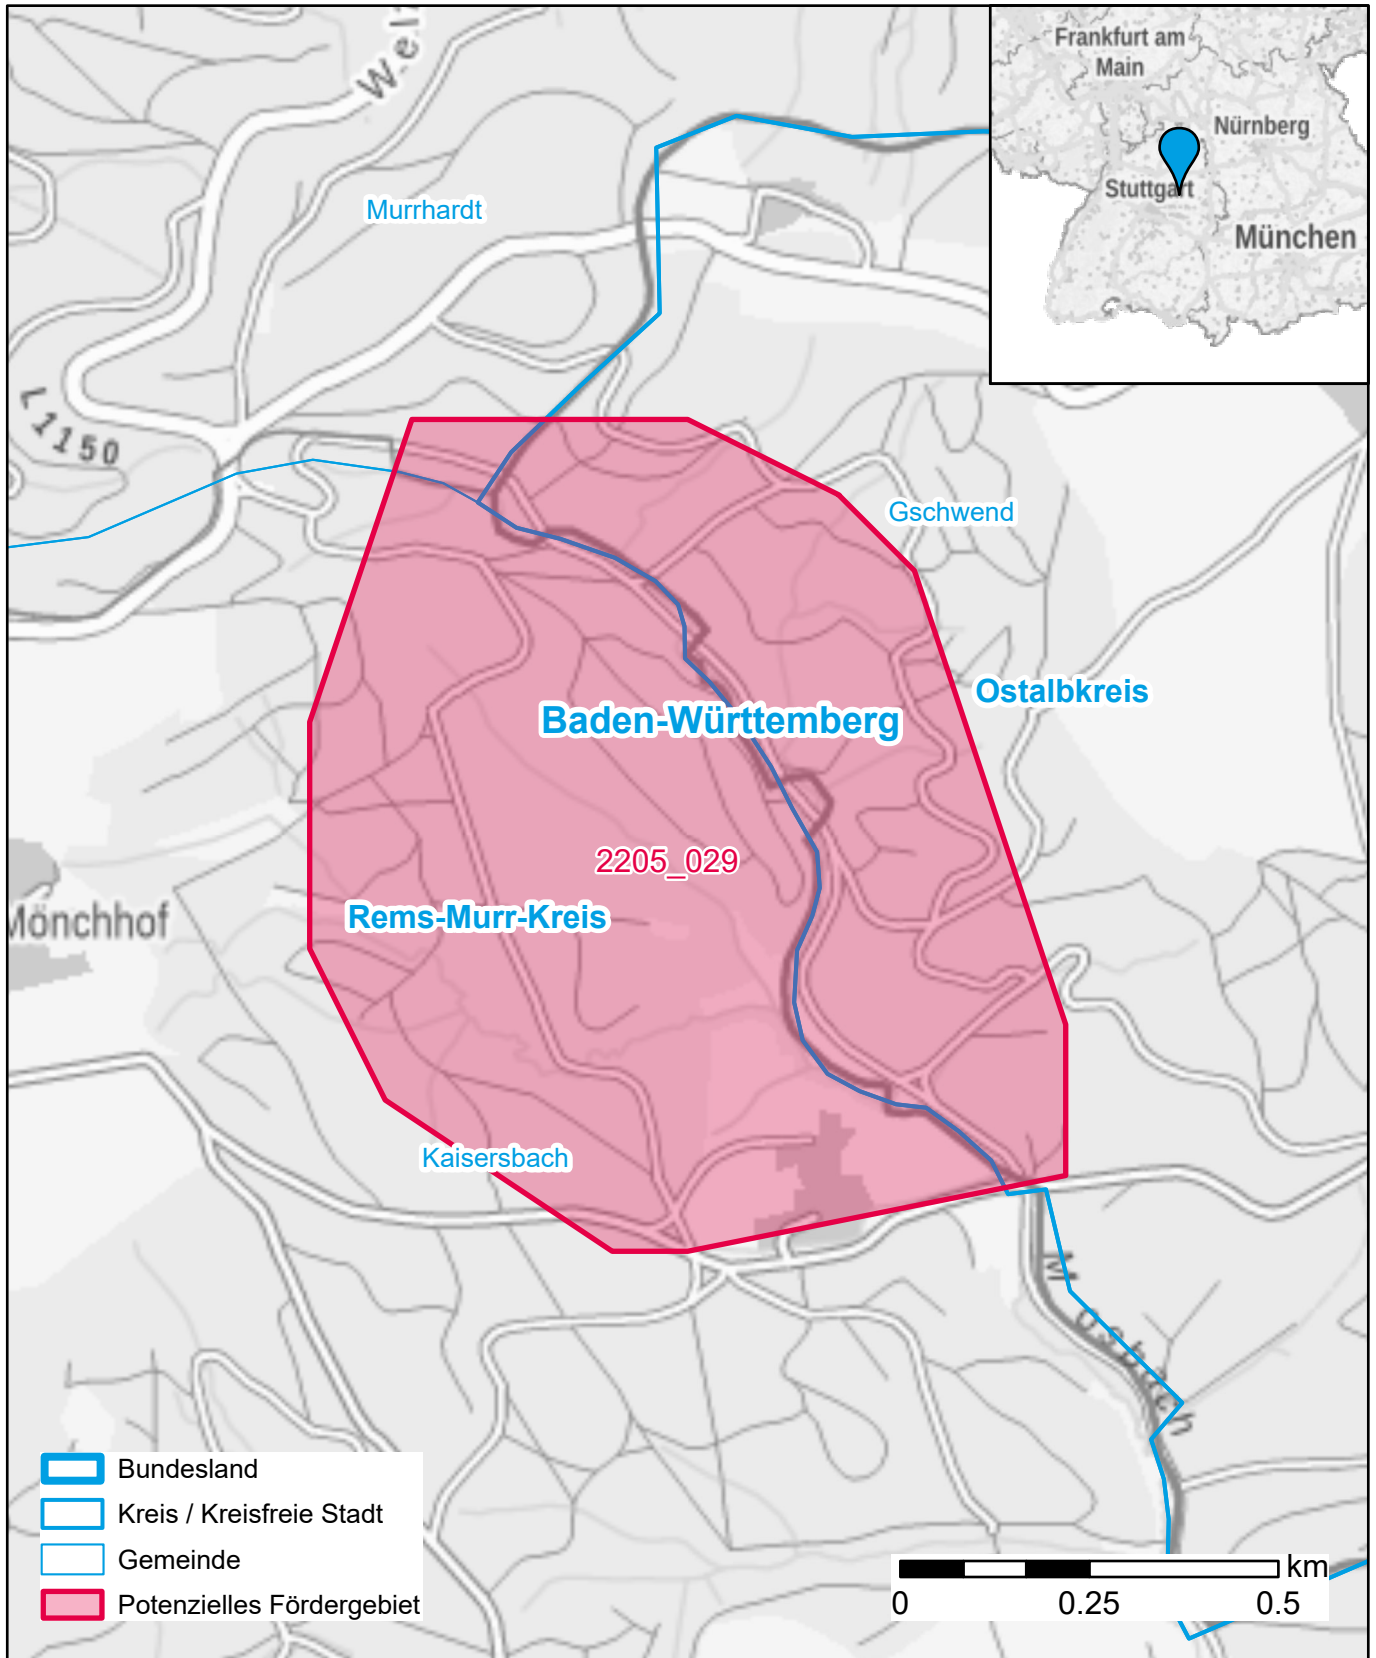 Frankfurt am
Main
Nürnberg
Stuttgart
München
Murrhardt
L1150
Gschwend
Ostalbkreis
Baden-Württemberg
2205_029
Rems-Murr-Kreis
Mönchhof
Kaisersbach
Mosbach
Bundesland
Kreis / Kreisfreie Stadt
Gemeinde
Potenzielles Fördergebiet
km
0 0.25 0.5